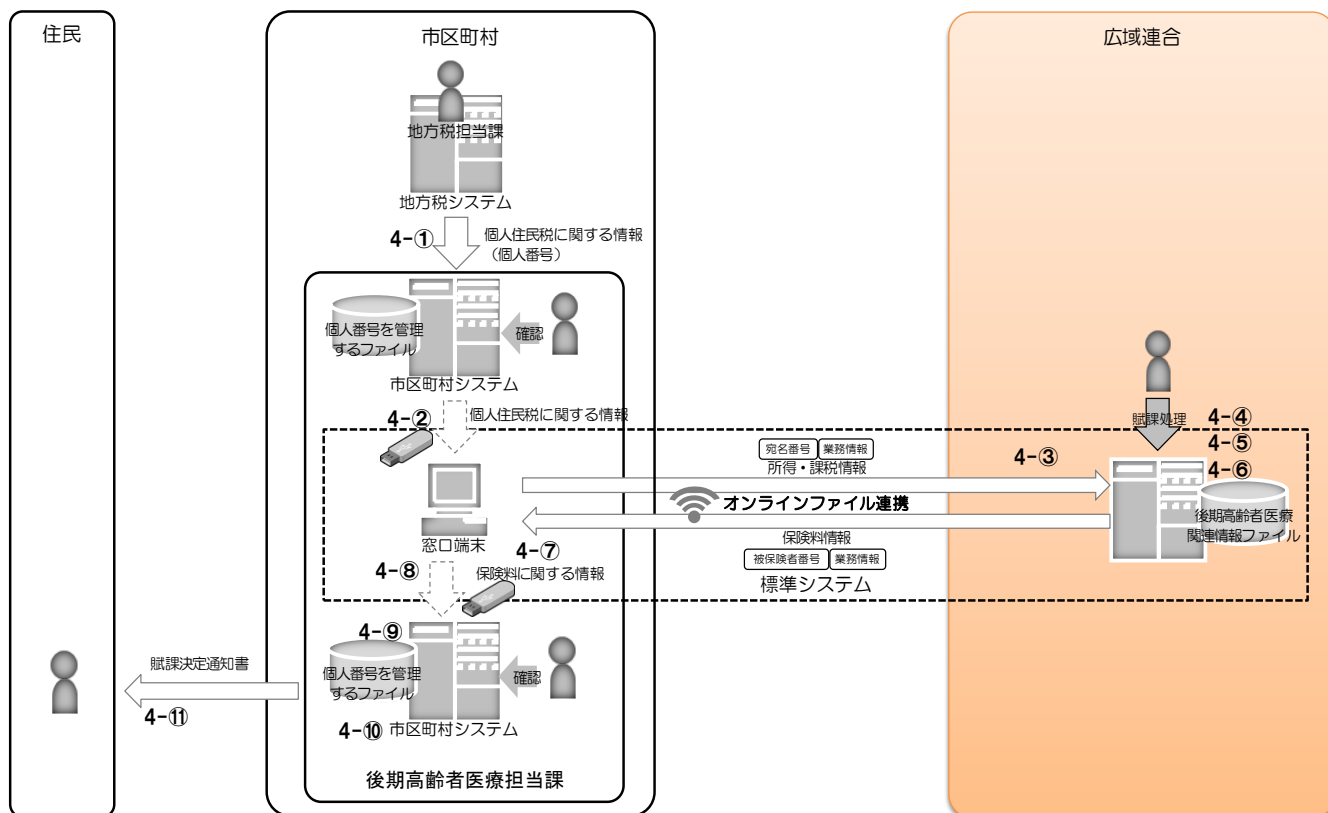 住民
市区町村
広域連合
地方税担当課
地方税システム
4-①
個人住民税に関する情報
（個人番号）
個人番号を管理
するファイル
確認
市区町村システム
4-②
個人住民税に関する情報
賦課処理
4-④
4-⑤
4-⑥
宛名番号
業務情報
所得・課税情報
4-③
オンラインファイル連携
窓口端末
後期高齢者医療
関連情報ファイル
4-⑦
保険料情報
被保険者番号
業務情報
標準システム
4-⑧
保険料に関する情報
4-⑨
個人番号を管理
するファイル
確認
賦課決定通知書
4-⑪
4-⑩
市区町村システム
後期高齢者医療担当課